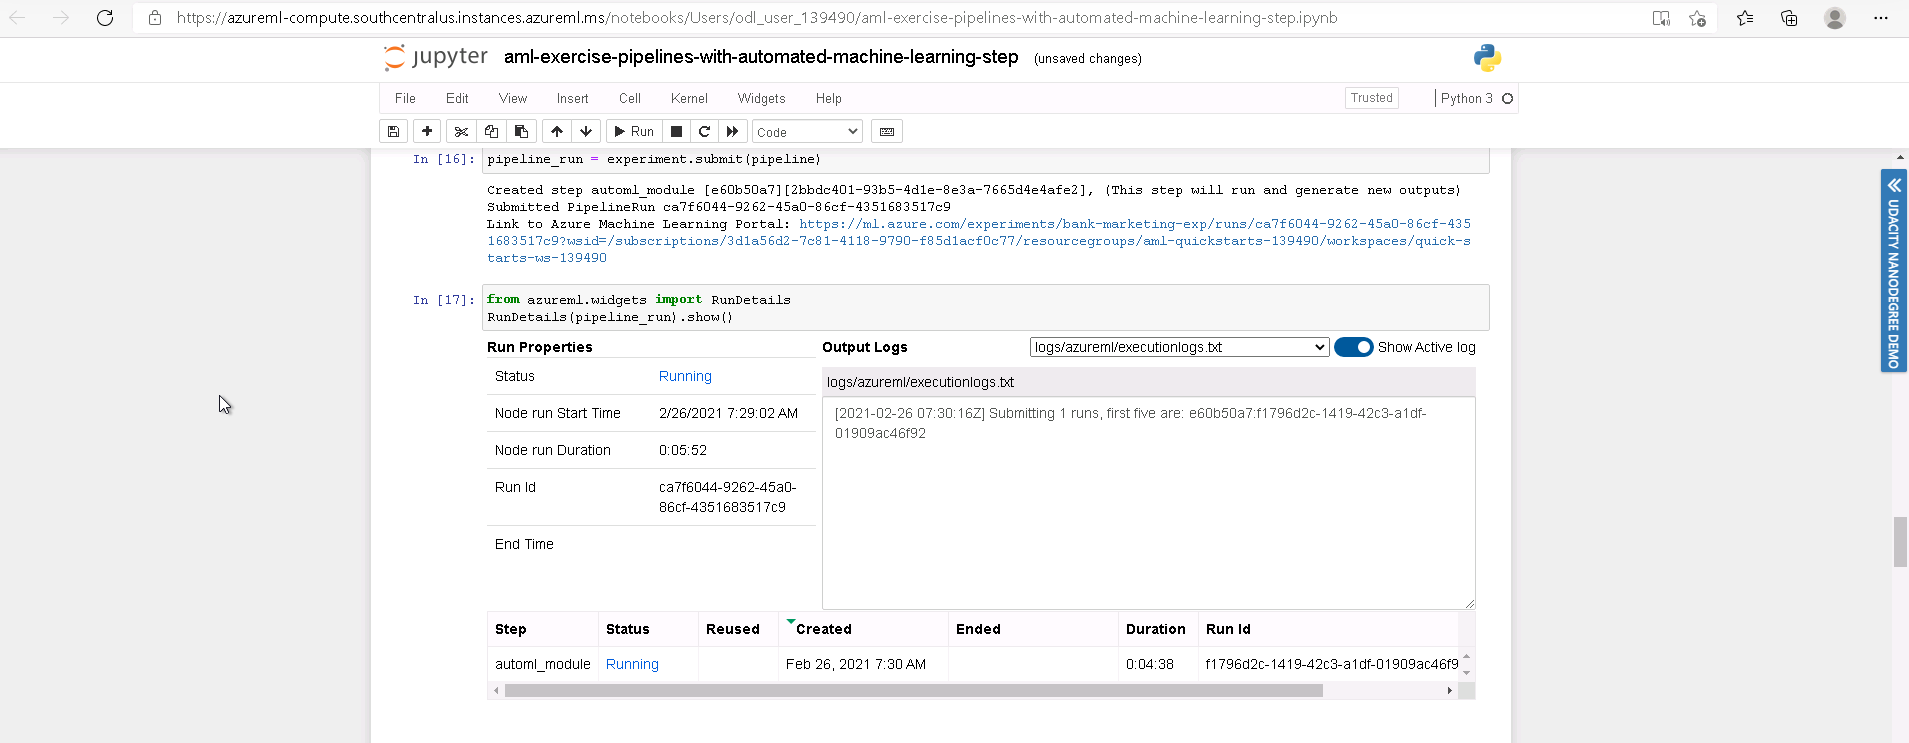 https://azureml-compute.southcentralus.instances.azureml.ms/notebooks/Users/odl_user_139490/aml-exercise-pipelines-with-automated-machine-learning-step.ipynb
jupyter aml-exercise-pipelines-with-automated-machine-learning-step (unsaved changes)
File Edit View Insert Cell Kernel Widgets Help Trusted Python 3
Run Code
In [16]: pipeline_run = experiment.submit(pipeline)
Created step automl_module [e60b50a7][2bbdc401-93b5-4d1e-8e3a-7665d4e4afe2], (This step will run and generate new outputs)
Submitted PipelineRun ca7f6044-9262-45a0-86cf-4351683517c9
Link to Azure Machine Learning Portal: https://ml.azure.com/experiments/bank-marketing-exp/runs/ca7f6044-9262-45a0-86cf-435
1683517c9?wsid=/subscriptions/3d1a56d2-7c81-4118-9790-f85d1acf0c77/resourcegroups/aml-quickstarts-139490/workspaces/quick-s
tarts-ws-139490
In [17]: from azureml.widgets import RunDetails
RunDetails(pipeline_run).show()
Run Properties
Status Running
Node run Start Time 2/26/2021 7:29:02 AM
Node run Duration 0:05:52
Run Id ca7f6044-9262-45a0-
86cf-4351683517c9
End Time
Output Logs logs/azureml/executionlogs.txt Show Active log
logs/azureml/executionlogs.txt
[2021-02-26 07:30:16Z] Submitting 1 runs, first five are: e60b50a7:f1796d2c-1419-42c3-a1df-
01909ac46f92
Step Status Reused Created Ended Duration Run Id
automl_module Running Feb 26, 2021 7:30 AM 0:04:38 f1796d2c-1419-42c3-a1df-01909ac46f9
UDACITY NANODEGREE DEMO